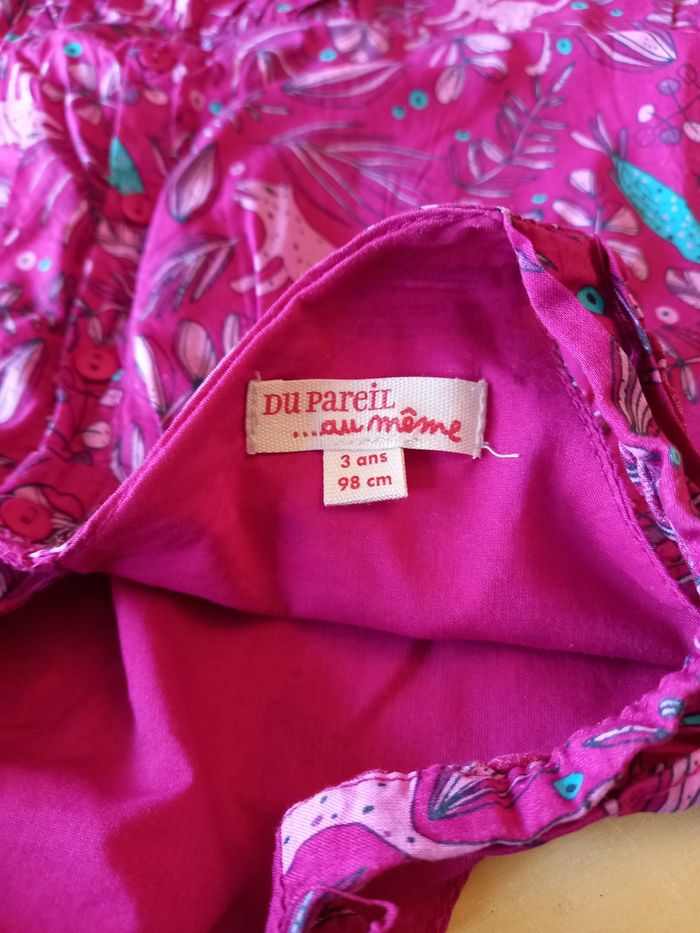 DU PAREIL
...au même
3 ans
98 cm